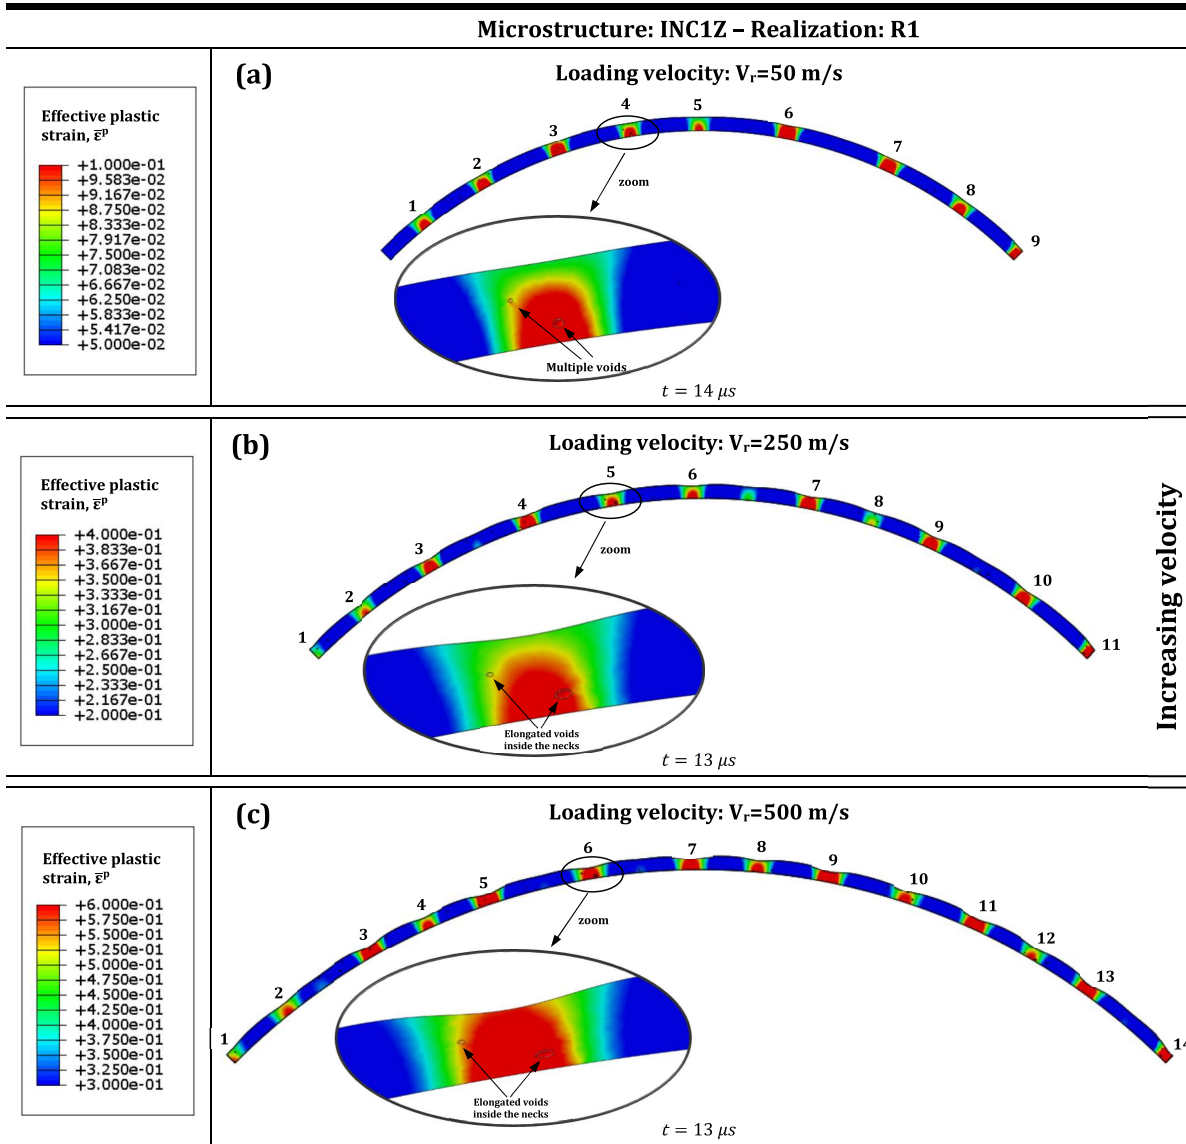 Microstructure: INC1Z – Realization: R1
(a)
Loading velocity: Vᵣ=50 m/s
Effective plastic
strain, ε̅ᵖ
+1.000e-01
+9.583e-02
+9.167e-02
+8.750e-02
+8.333e-02
+7.917e-02
+7.500e-02
+7.083e-02
+6.667e-02
+6.250e-02
+5.833e-02
+5.417e-02
+5.000e-02
1
2
3
4
5
6
7
8
9
zoom
Multiple voids
t = 14 μs
(b)
Loading velocity: Vᵣ=250 m/s
Effective plastic
strain, ε̅ᵖ
+4.000e-01
+3.833e-01
+3.667e-01
+3.500e-01
+3.333e-01
+3.167e-01
+3.000e-01
+2.833e-01
+2.667e-01
+2.500e-01
+2.333e-01
+2.167e-01
+2.000e-01
1
2
3
4
5
6
7
8
9
10
11
zoom
Elongated voids
inside the necks
t = 13 μs
Increasing velocity
(c)
Loading velocity: Vᵣ=500 m/s
Effective plastic
strain, ε̅ᵖ
+6.000e-01
+5.750e-01
+5.500e-01
+5.250e-01
+5.000e-01
+4.750e-01
+4.500e-01
+4.250e-01
+4.000e-01
+3.750e-01
+3.500e-01
+3.250e-01
+3.000e-01
1
2
3
4
5
6
7
8
9
10
11
12
13
14
zoom
Elongated voids
inside the necks
t = 13 μs